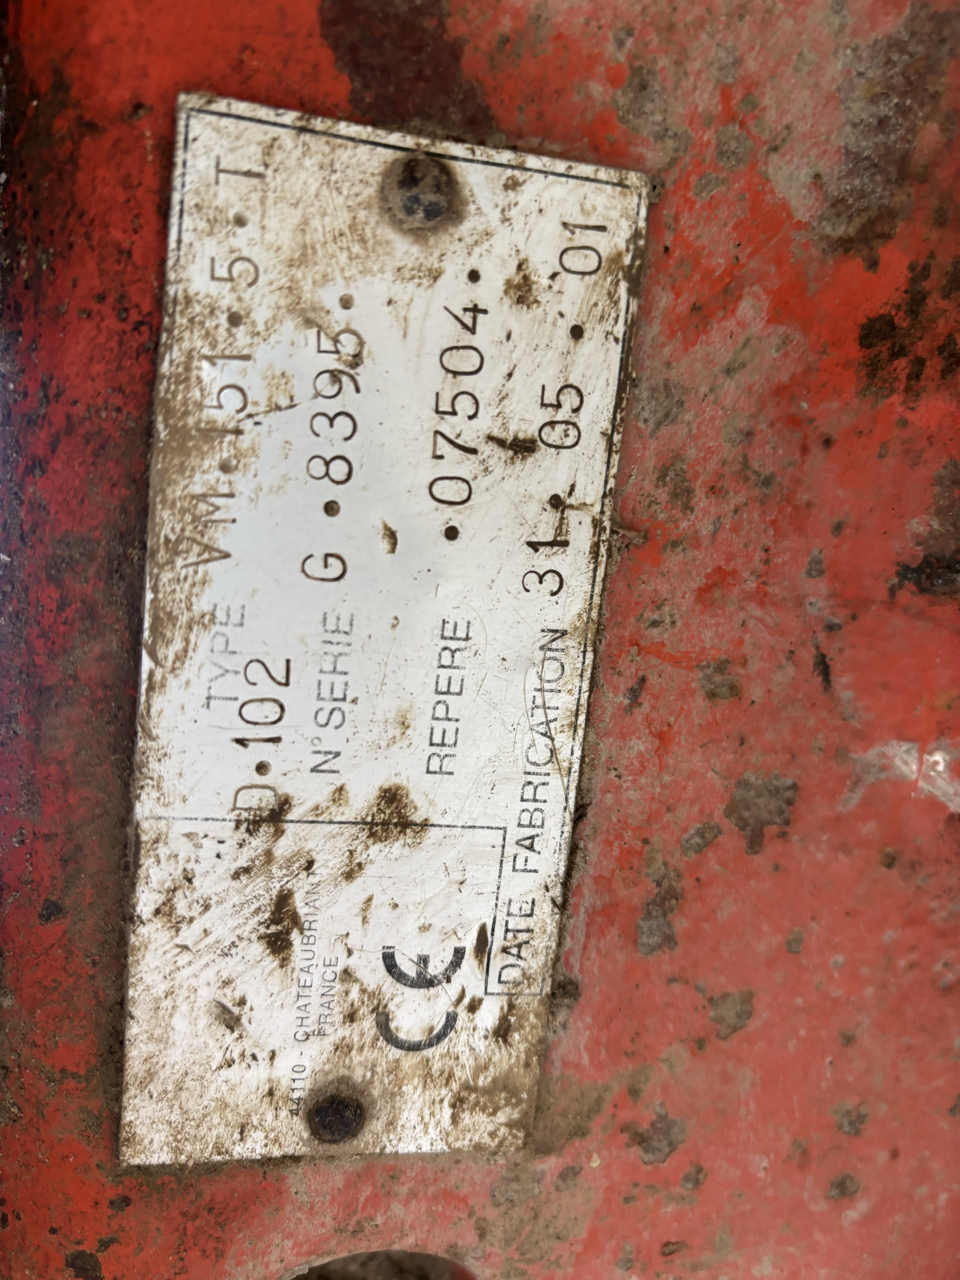 TYPE VM.151.5.T
D.102
N° SERIE G.8395.
REPERE .07504.
DATE FABRICATION 31.05.01
44110 - CHATEAUBRIANT
FRANCE
CE